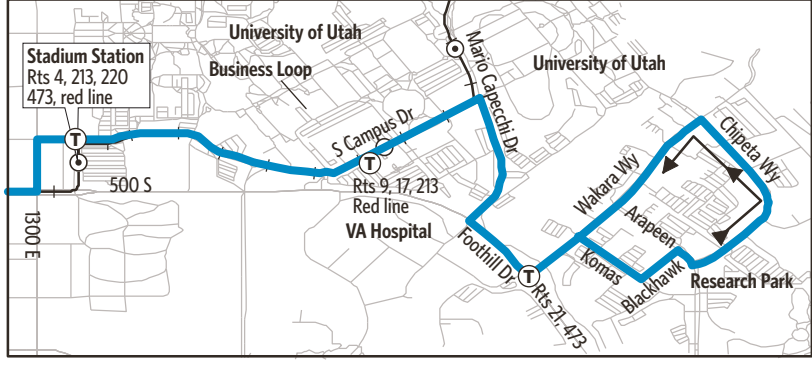 University of Utah
Stadium Station
Rts 4, 213, 220
473, red line
Business Loop
Mario Capecchi Dr
University of Utah
S Campus Dr
T
T
Chipeta Wy
500 S
Rts 9, 17, 213
Red line
VA Hospital
Wakara Wy
Arapeen
1300 E
Foothill Dr
T
Rts 21, 473
Komas
Blackhawk
Research Park